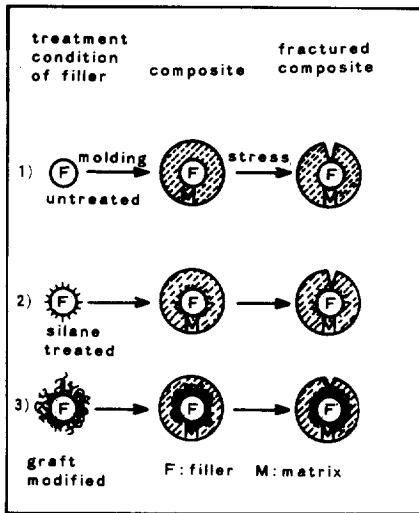 treatment condition of filler
composite
fractured composite
1) F
molding
F
M
stress
F
M
untreated
2) F
F
M
F
M
silane treated
3) F
F
M
F
M
graft modified
F:filler M:matrix